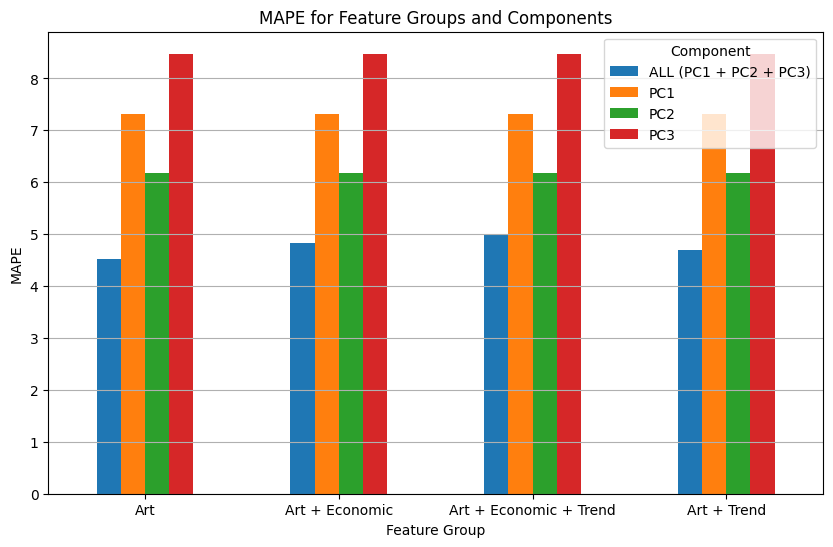 MAPE for Feature Groups and Components
Component
ALL (PC1 + PC2 + PC3)
PC1
PC2
PC3
MAPE
8
7
6
5
4
3
2
1
0
Art
Art + Economic
Art + Economic + Trend
Art + Trend
Feature Group